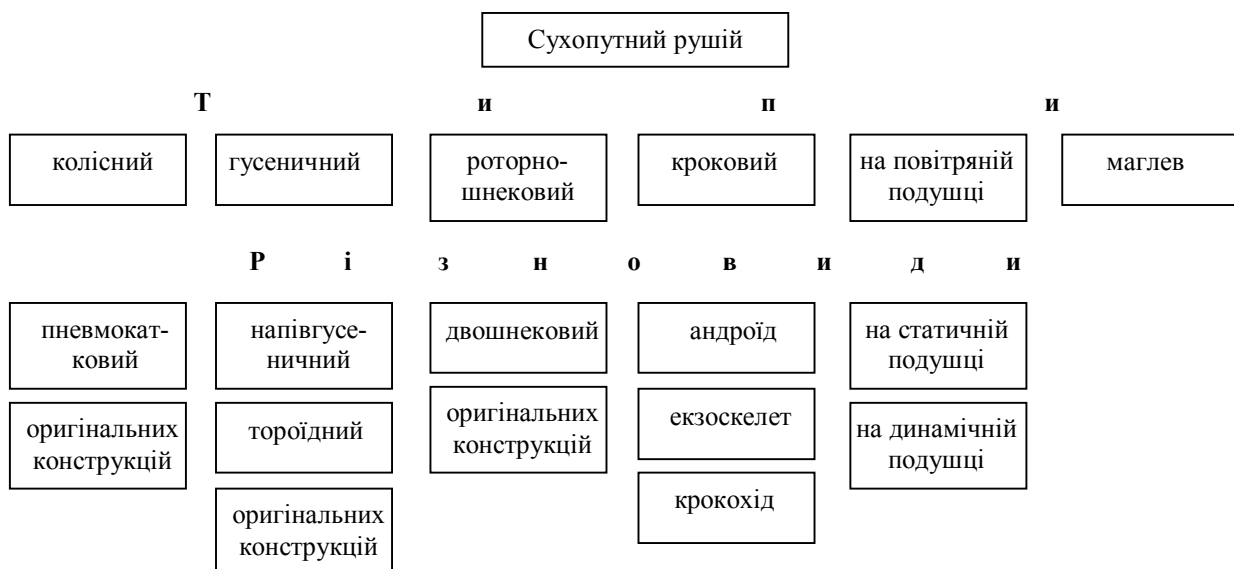 Сухопутний рушій
Т и п и
колісний
гусеничний
роторно-
шнековий
кроковий
на повітряній
подушці
маглев
Р і з н о в и д и
пневмокат-
ковий
напівгусе-
ничний
двошнековий
андроїд
на статичній
подушці
оригінальних
конструкцій
тороїдний
оригінальних
конструкцій
екзоскелет
на динамічній
подушці
оригінальних
конструкцій
крокохід